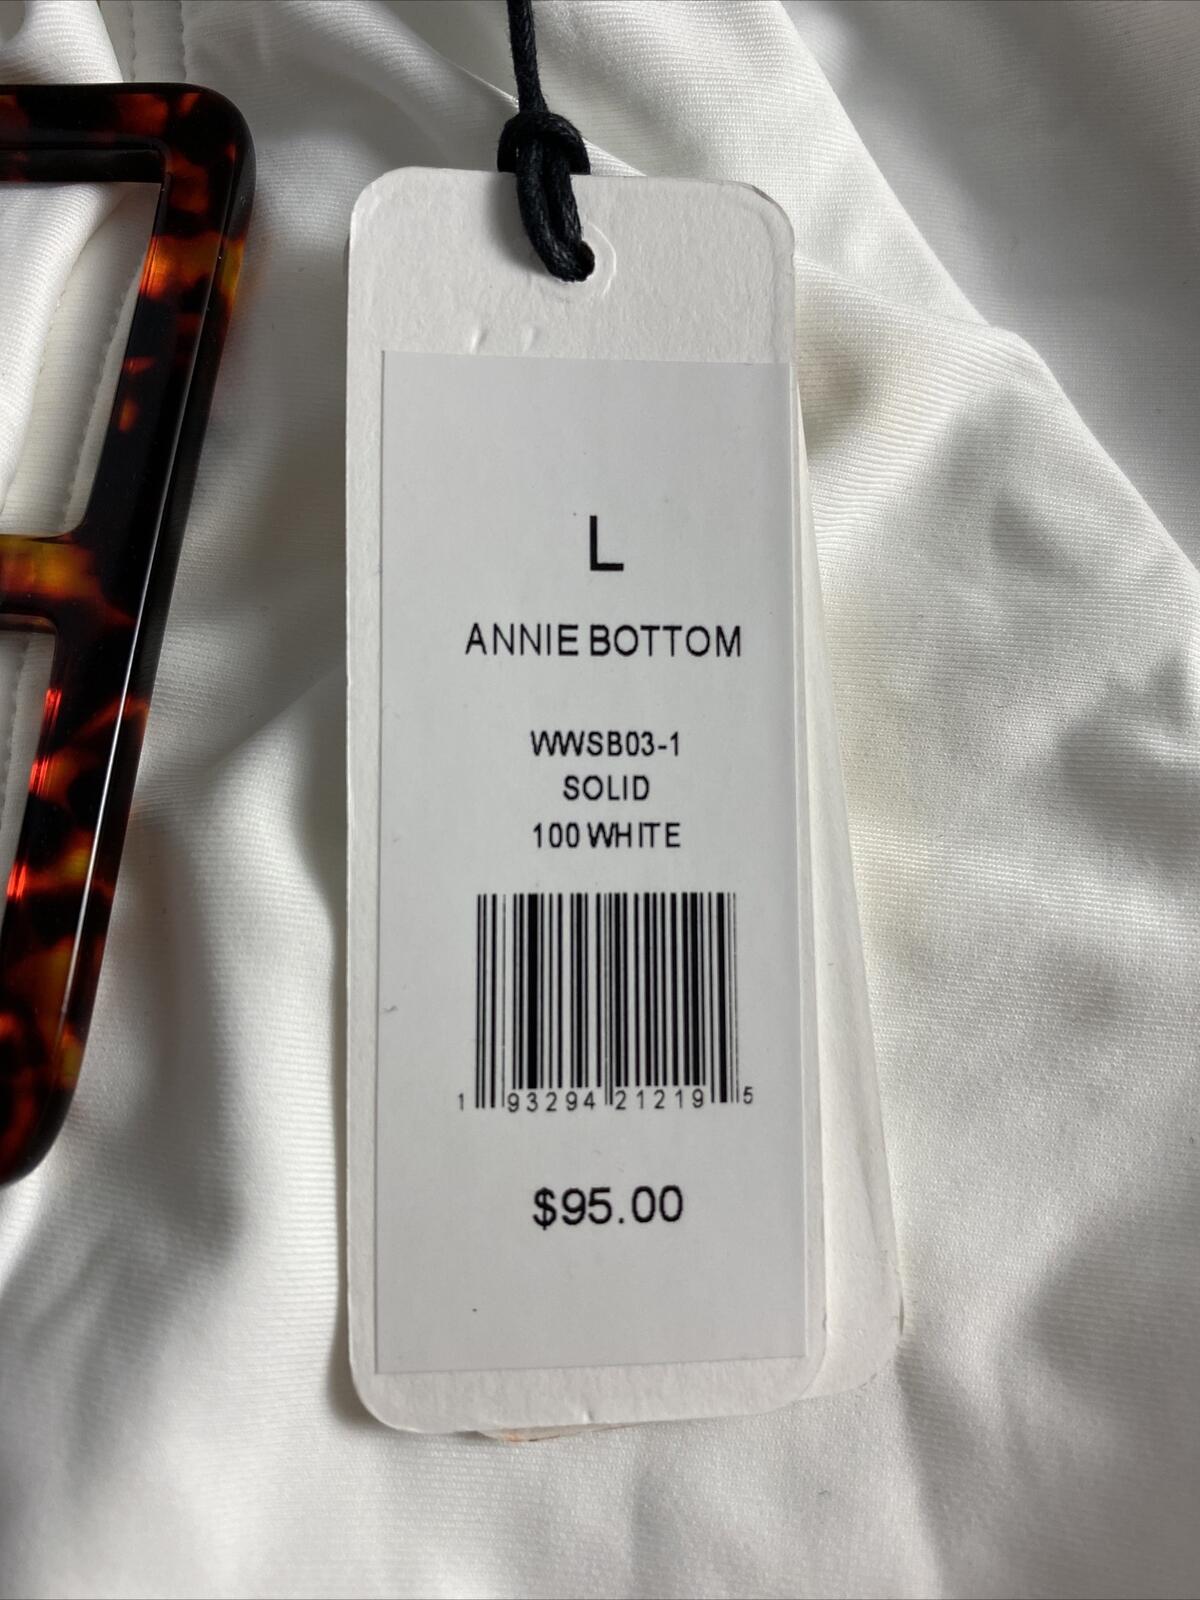 L
ANNIE BOTTOM
WWSB03-1
SOLID
100 WHITE
1 93294 21219 5
$95.00